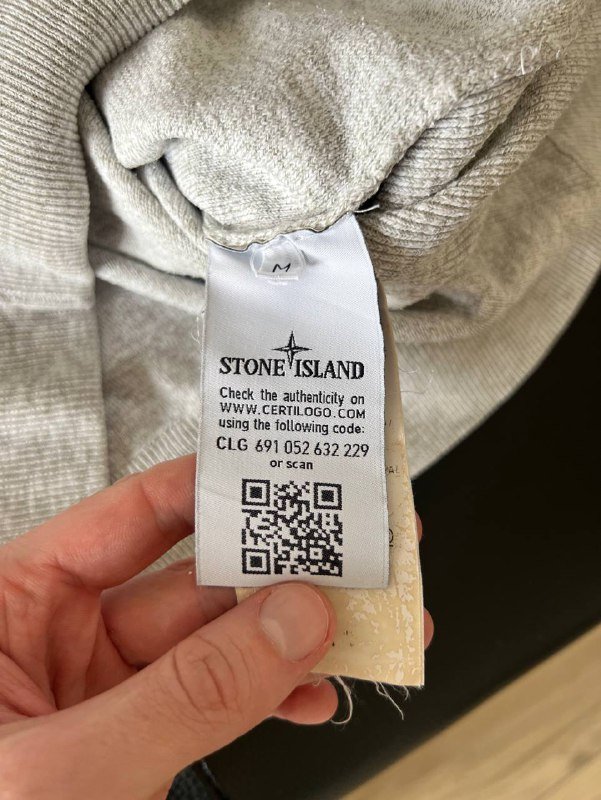 M
STONE ISLAND
Check the authenticity on
WWW.CERTILOGO.COM
using the following code:
CLG 691 052 632 229
or scan